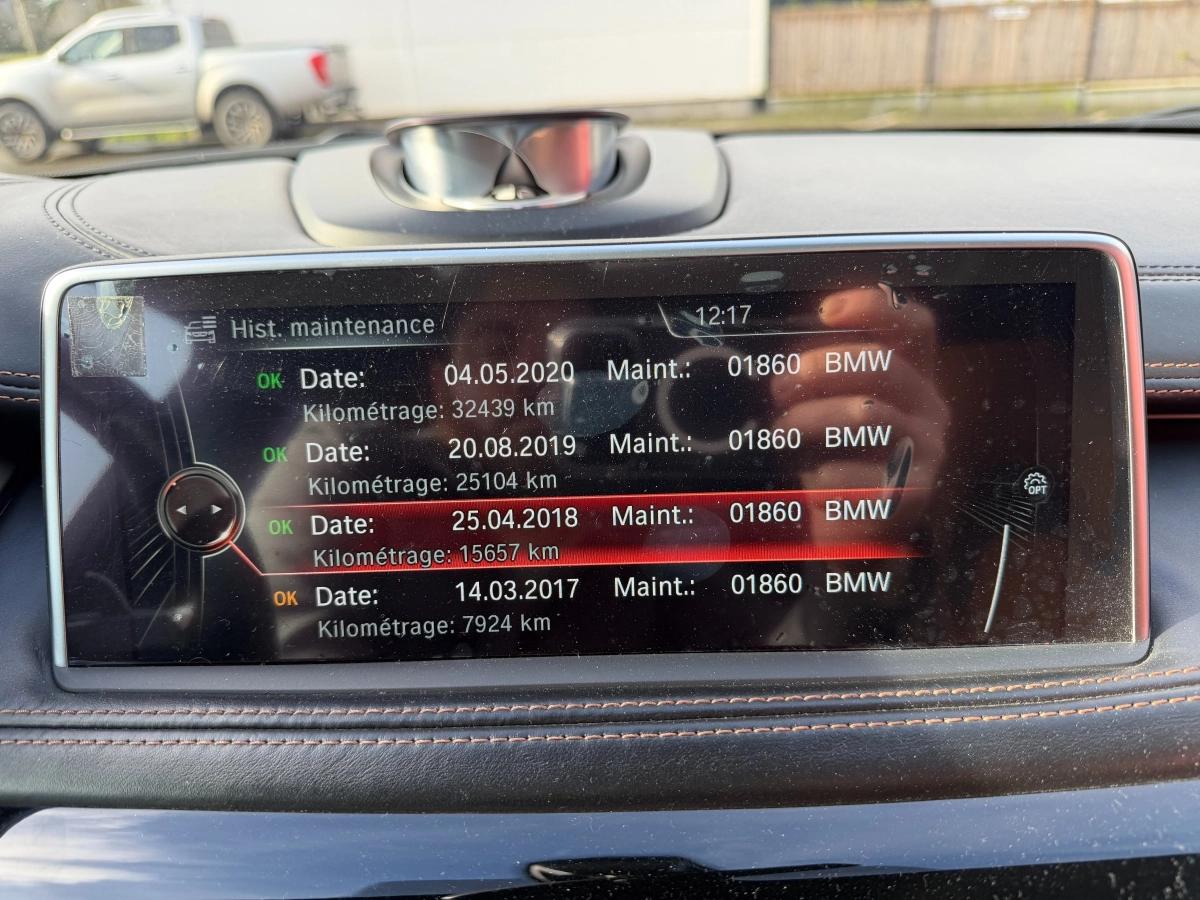 Hist. maintenance 12:17
OK Date: 04.05.2020 Maint.: 01860 BMW
Kilométrage: 32439 km
OK Date: 20.08.2019 Maint.: 01860 BMW
Kilométrage: 25104 km
OK Date: 25.04.2018 Maint.: 01860 BMW
Kilométrage: 15657 km
OPT
OK Date: 14.03.2017 Maint.: 01860 BMW
Kilométrage: 7924 km